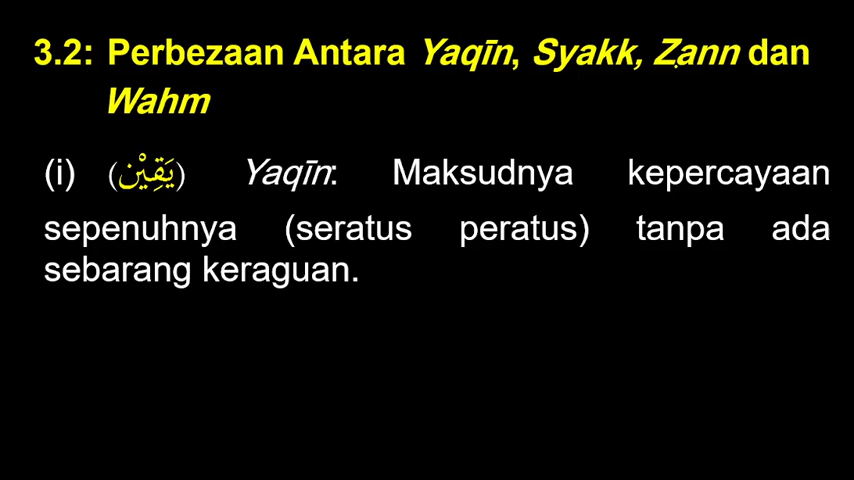 3.2: Perbezaan Antara Yaqīn, Syakk, Ẓann dan
Wahm
(i) (يَقِيْن) Yaqīn: Maksudnya kepercayaan
sepenuhnya (seratus peratus) tanpa ada
sebarang keraguan.